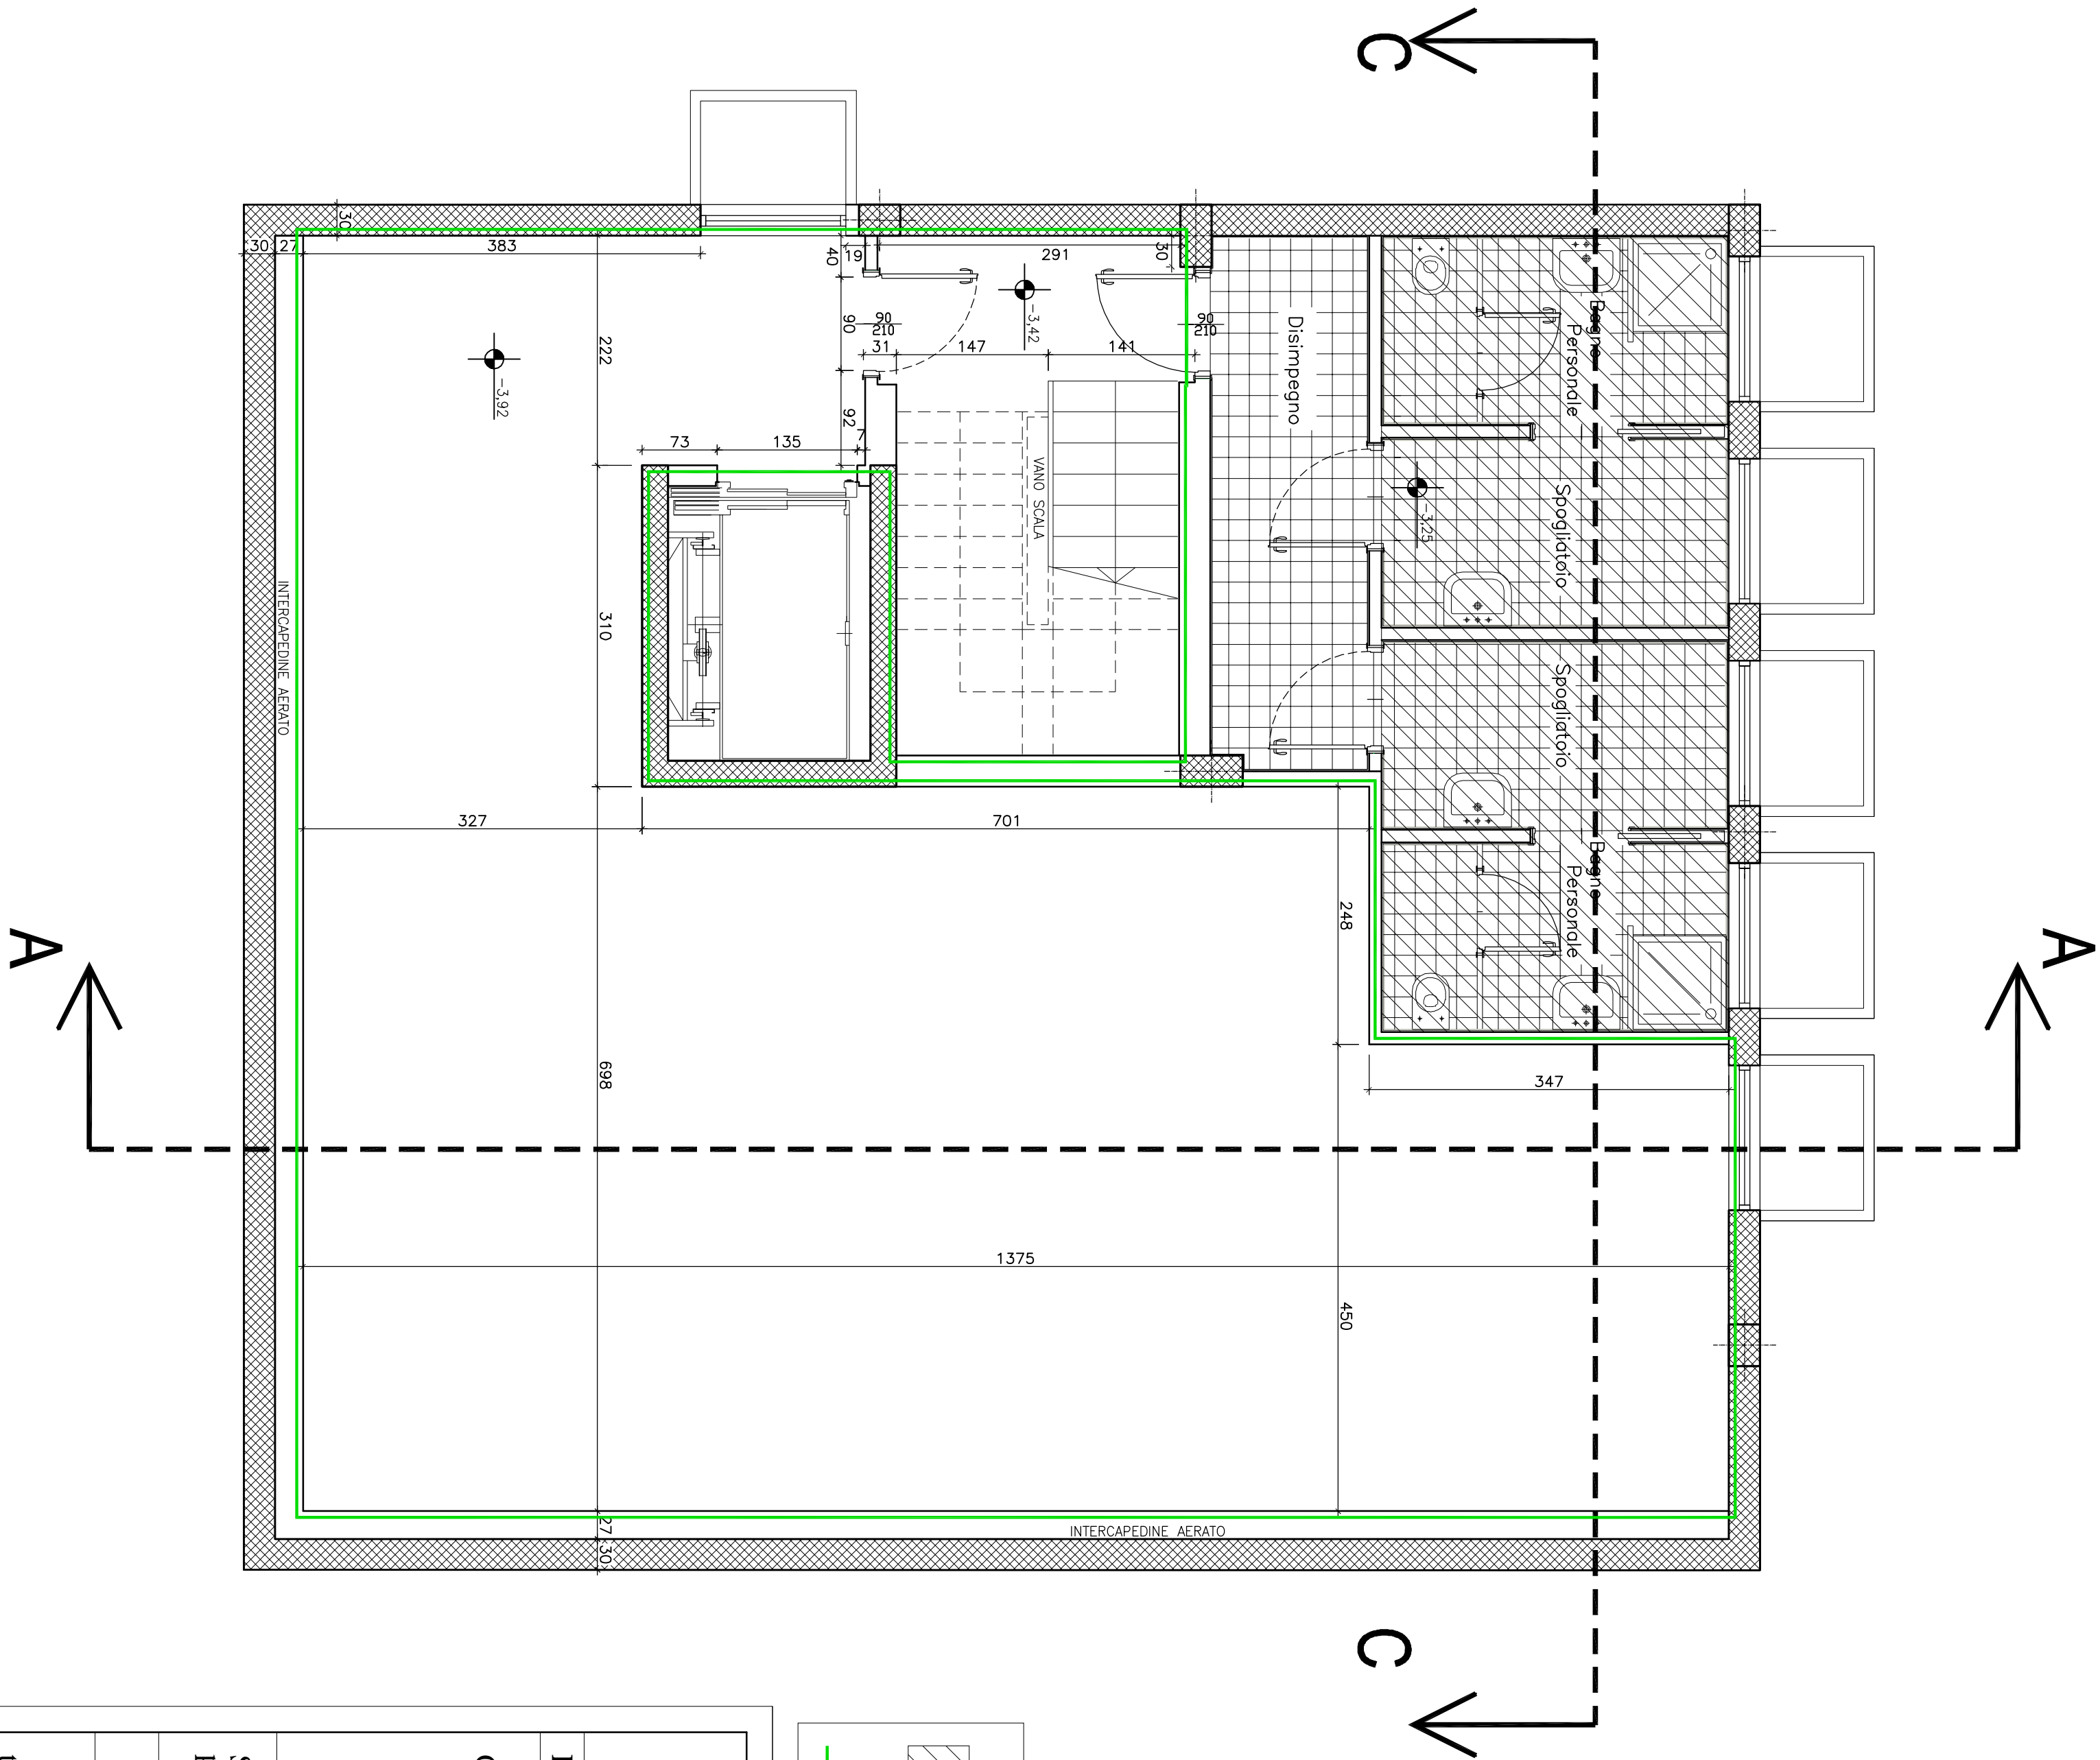 C
30
30
27
383
40
19
291
30
-3,42
90
210
90
210
90
31
147
141
222
-3,92
92
7
73
135
Disimpegno
Bagno
Personale
VANO SCALA
-3,25
Spogliatoio
310
INTERCAPEDINE AERATO
Spogliatoio
327
701
248
Bagno
Personale
A
A
698
347
1375
450
27
30
INTERCAPEDINE AERATO
C